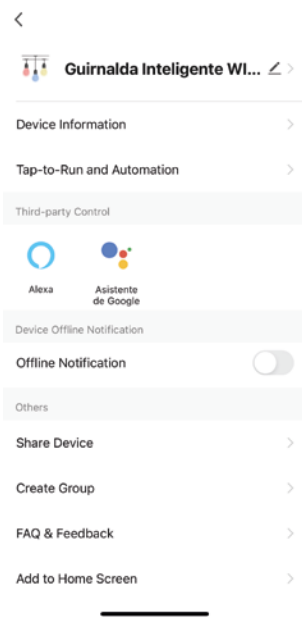 Guirnalda Inteligente WI...
Device Information
Tap-to-Run and Automation
Third-party Control
Alexa
Asistente
de Google
Device Offline Notification
Offline Notification
Others
Share Device
Create Group
FAQ & Feedback
Add to Home Screen